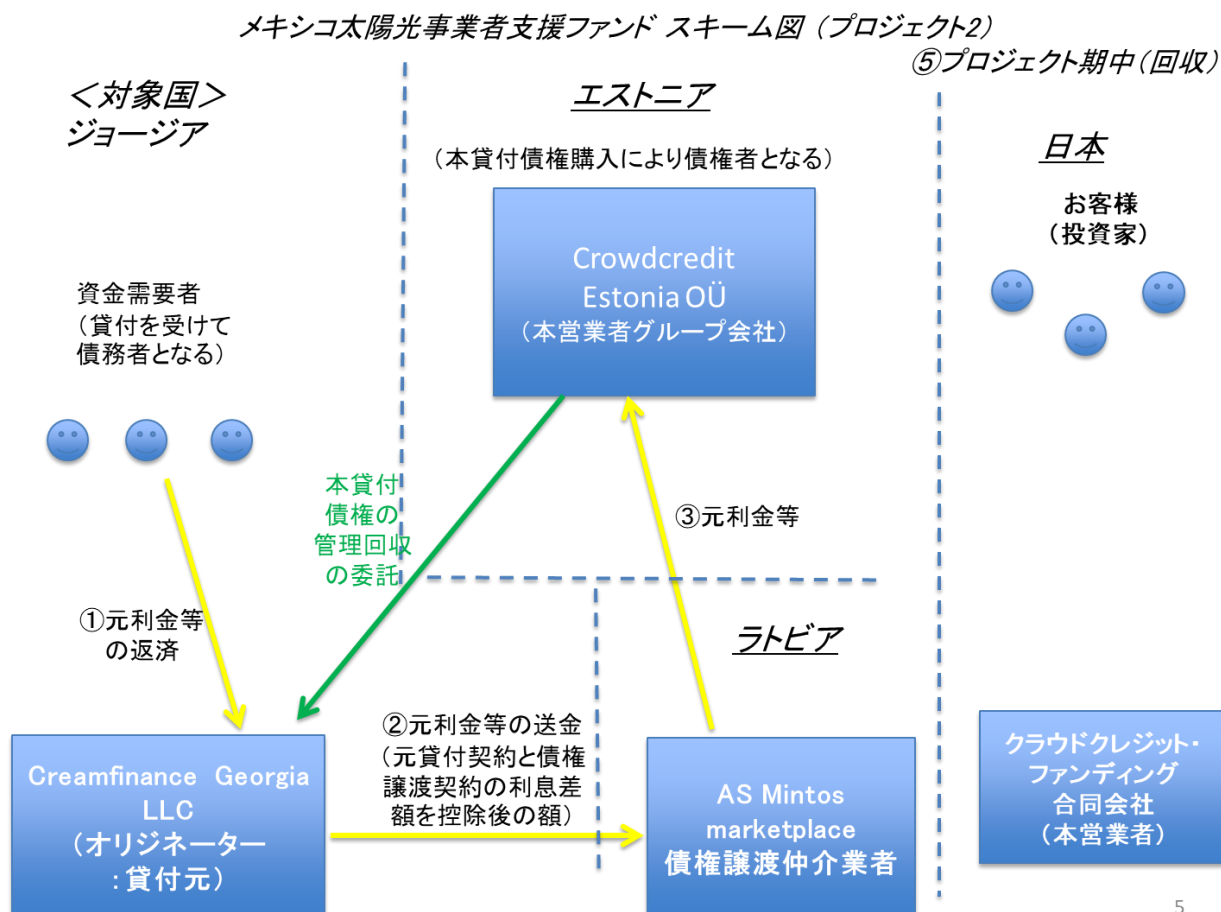 メキシコ太陽光事業者支援ファンド スキーム図 (プロジェクト2)
⑤プロジェクト期中(回収)
＜対象国＞
ジョージア
資金需要者
(貸付を受けて
債務者となる)
①元利金等
の返済
Creamfinance Georgia
LLC
(オリジネーター
:貸付元)
エストニア
(本貸付債権購入により債権者となる)
Crowdcredit
Estonia OÜ
(本営業者グループ会社)
本貸付
債権の
管理回収
の委託
③元利金等
②元利金等の送金
(元貸付契約と債権
譲渡契約の利息差
額を控除後の額)
ラトビア
AS Mintos
marketplace
債権譲渡仲介業者
日本
お客様
(投資家)
クラウドクレジット・
ファンディング
合同会社
(本営業者)
5